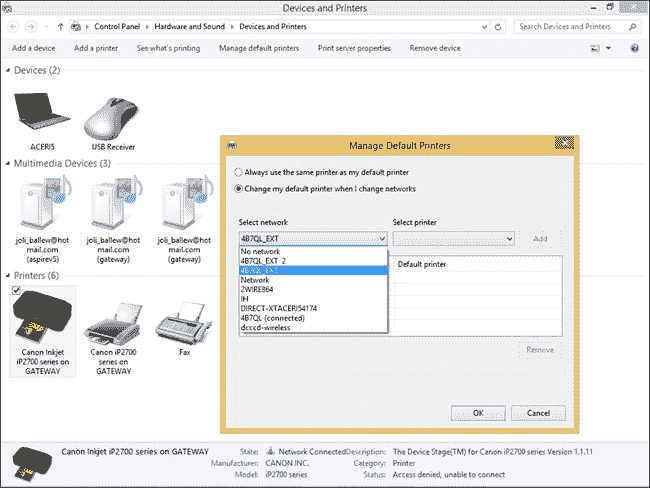 Devices and Printers
Control Panel Hardware and Sound Devices and Printers
Search Devices and Printers
Add a device Add a printer See what's printing Manage default printers Print server properties Remove device
Devices (2)
ACERI5
USB Receiver
Multimedia Devices (3)
joli_ballew@hot
mail.com
(aspirev5)
joli_ballew@hot
mail.com
(gateway)
joli_ballew@hot
mail.com
(gateway)
Printers (6)
Canon Inkjet
iP2700 series on
GATEWAY
Canon iP2700
series on
GATEWAY
Fax
Manage Default Printers
Always use the same printer as my default printer
Change my default printer when I change networks
Select network
Select printer
4B7QL_EXT
Add
No network
4B7QL_EXT_2
4B7QL_EXT
Network
2WIRE864
IH
DIRECT-XTACERI54174
4B7QL (connected)
dcccd-wireless
Default printer
Remove
OK Cancel
Canon Inkjet iP2700 series on GATEWAY
State: Network Connected
Description: The Device Stage(TM) for Canon iP2700 series Version 1.1.11
Manufacturer: CANON INC.
Category: Printer
Model: iP2700 series
Status: Access denied, unable to connect